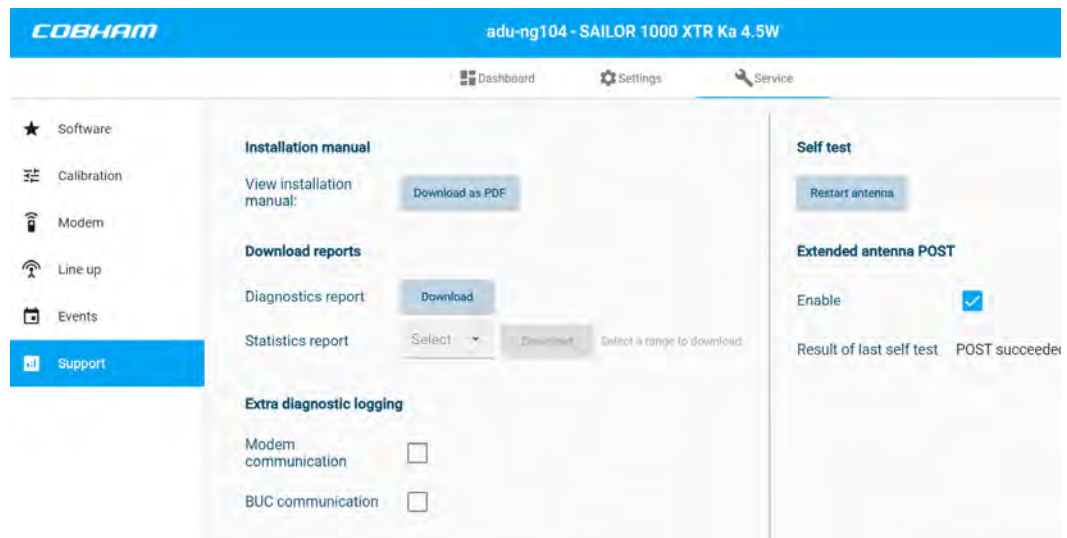 COBHAM
adu-ng104 - SAILOR 1000 XTR Ka 4.5W
Dashboard
Settings
Service
Software
Calibration
Modem
Line up
Events
Support
Installation manual
View installation
manual:
Download as PDF
Download reports
Diagnostics report
Download
Statistics report
Select
Download
Select a range to download
Extra diagnostic logging
Modem
communication
BUC communication
Self test
Restart antenna
Extended antenna POST
Enable
Result of last self test
POST succeeded